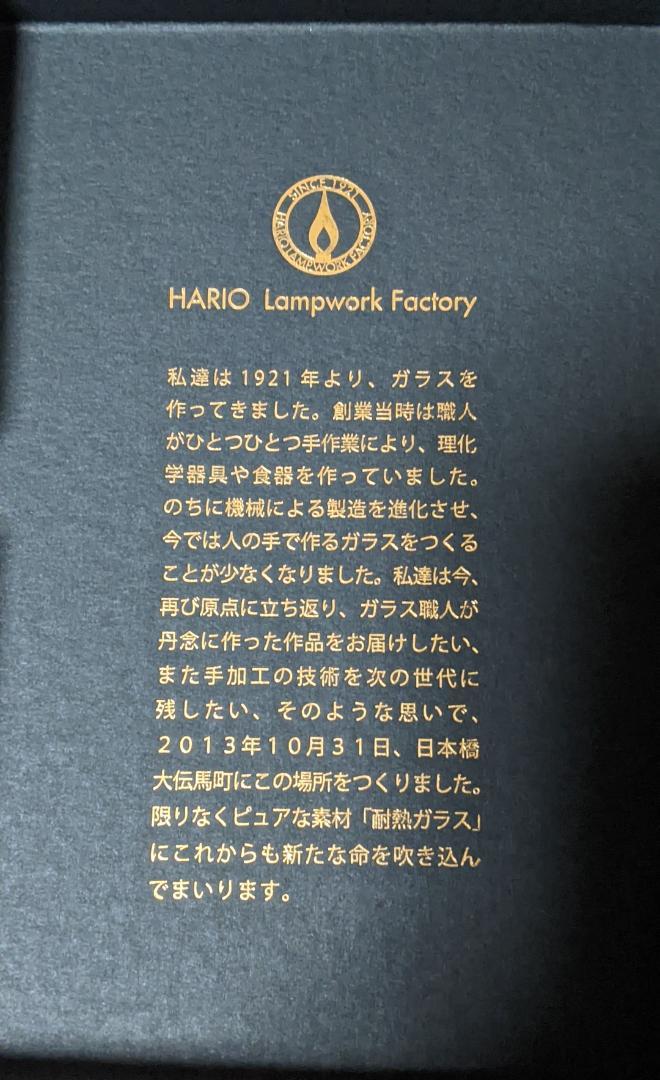 SINCE 1921
HARIO LAMPWORK FACTORY
HARIO Lampwork Factory
私達は1921年より、ガラスを
作ってきました。創業当時は職人
がひとつひとつ手作業により、理化
学器具や食器を作っていました。
のちに機械による製造を進化させ、
今では人の手で作るガラスをつくる
ことが少なくなりました。私達は今、
再び原点に立ち返り、ガラス職人が
丹念に作った作品をお届けしたい、
また手加工の技術を次の世代に
残したい、そのような思いで、
2013年10月31日、日本橋
大伝馬町にこの場所をつくりました。
限りなくピュアな素材「耐熱ガラス」
にこれからも新たな命を吹き込ん
でまいります。